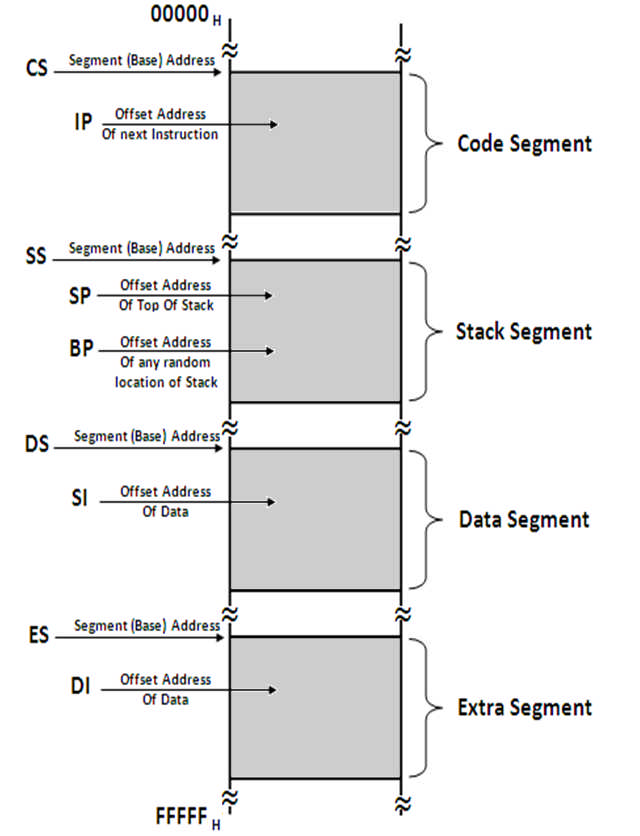 00000 H
CS Segment (Base) Address
IP Offset Address
Of next Instruction
Code Segment
SS Segment (Base) Address
SP Offset Address
Of Top Of Stack
BP Offset Address
Of any random
location of Stack
Stack Segment
DS Segment (Base) Address
SI Offset Address
Of Data
Data Segment
ES Segment (Base) Address
DI Offset Address
Of Data
Extra Segment
FFFFF H